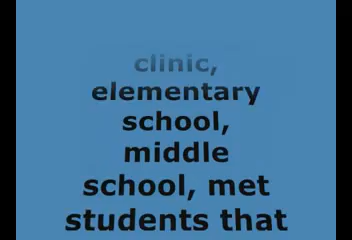 clinic,
elementary
school,
middle
school, met
students that